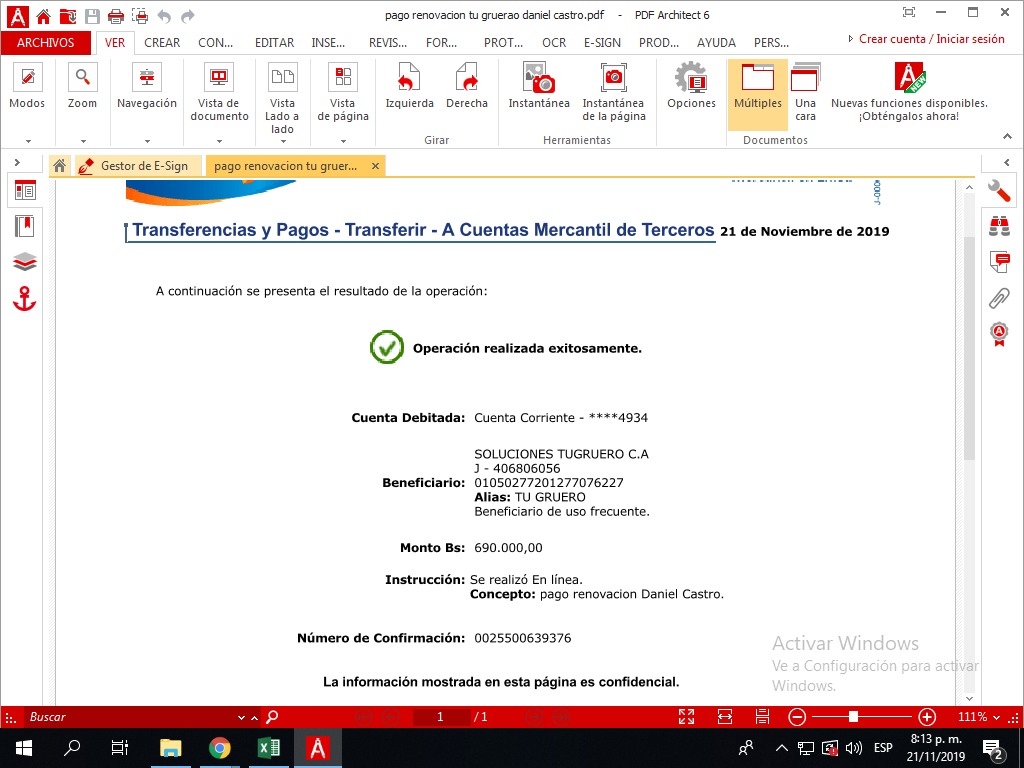 pago renovacion tu gruerao daniel castro.pdf - PDF Architect 6
ARCHIVOS VER CREAR CON... EDITAR INSE... REVIS... FOR... PROT... OCR E-SIGN PROD... AYUDA PERS... Crear cuenta / Iniciar sesión
Modos
Zoom
Navegación
Vista de
documento
Vista
Lado a
lado
Vista
de página
Izquierda
Derecha
Girar
Instantánea
Instantánea
de la página
Herramientas
Opciones
Múltiples
Una
cara
Documentos
NEW
Nuevas funciones disponibles.
¡Obténgalos ahora!
Gestor de E-Sign
pago renovacion tu gruer...
Transferencias y Pagos - Transferir - A Cuentas Mercantil de Terceros 21 de Noviembre de 2019
A continuación se presenta el resultado de la operación:
Operación realizada exitosamente.
Cuenta Debitada: Cuenta Corriente - ****4934
SOLUCIONES TUGRUERO C.A
J - 406806056
Beneficiario: 01050277201277076227
Alias: TU GRUERO
Beneficiario de uso frecuente.
Monto Bs: 690.000,00
Instrucción: Se realizó En línea.
Concepto: pago renovacion Daniel Castro.
Número de Confirmación: 0025500639376
La información mostrada en esta página es confidencial.
Activar Windows
Ve a Configuración para activar
Windows.
Buscar
1 / 1
111%
ESP
8:13 p. m.
21/11/2019
2